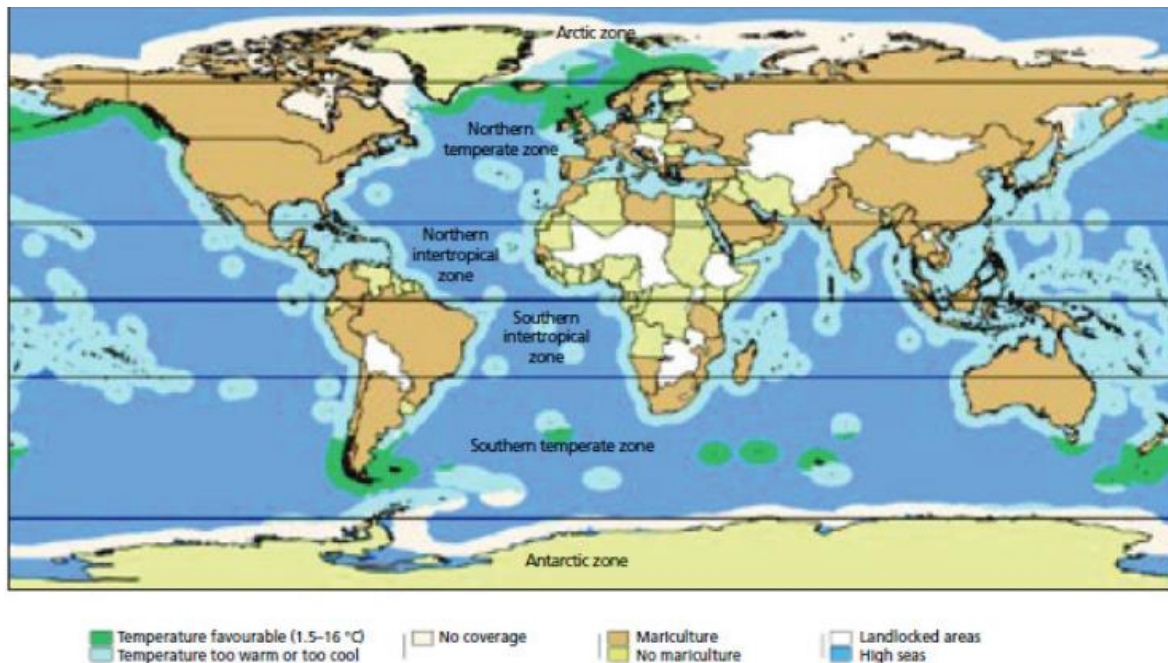 Arctic zone
Northern
temperate zone
Northern
intertropical
zone
Southern
intertropical
zone
Southern temperate zone
Antarctic zone
Temperature favourable (1.5–16 °C)
Temperature too warm or too cool
No coverage
Mariculture
No mariculture
Landlocked areas
High seas